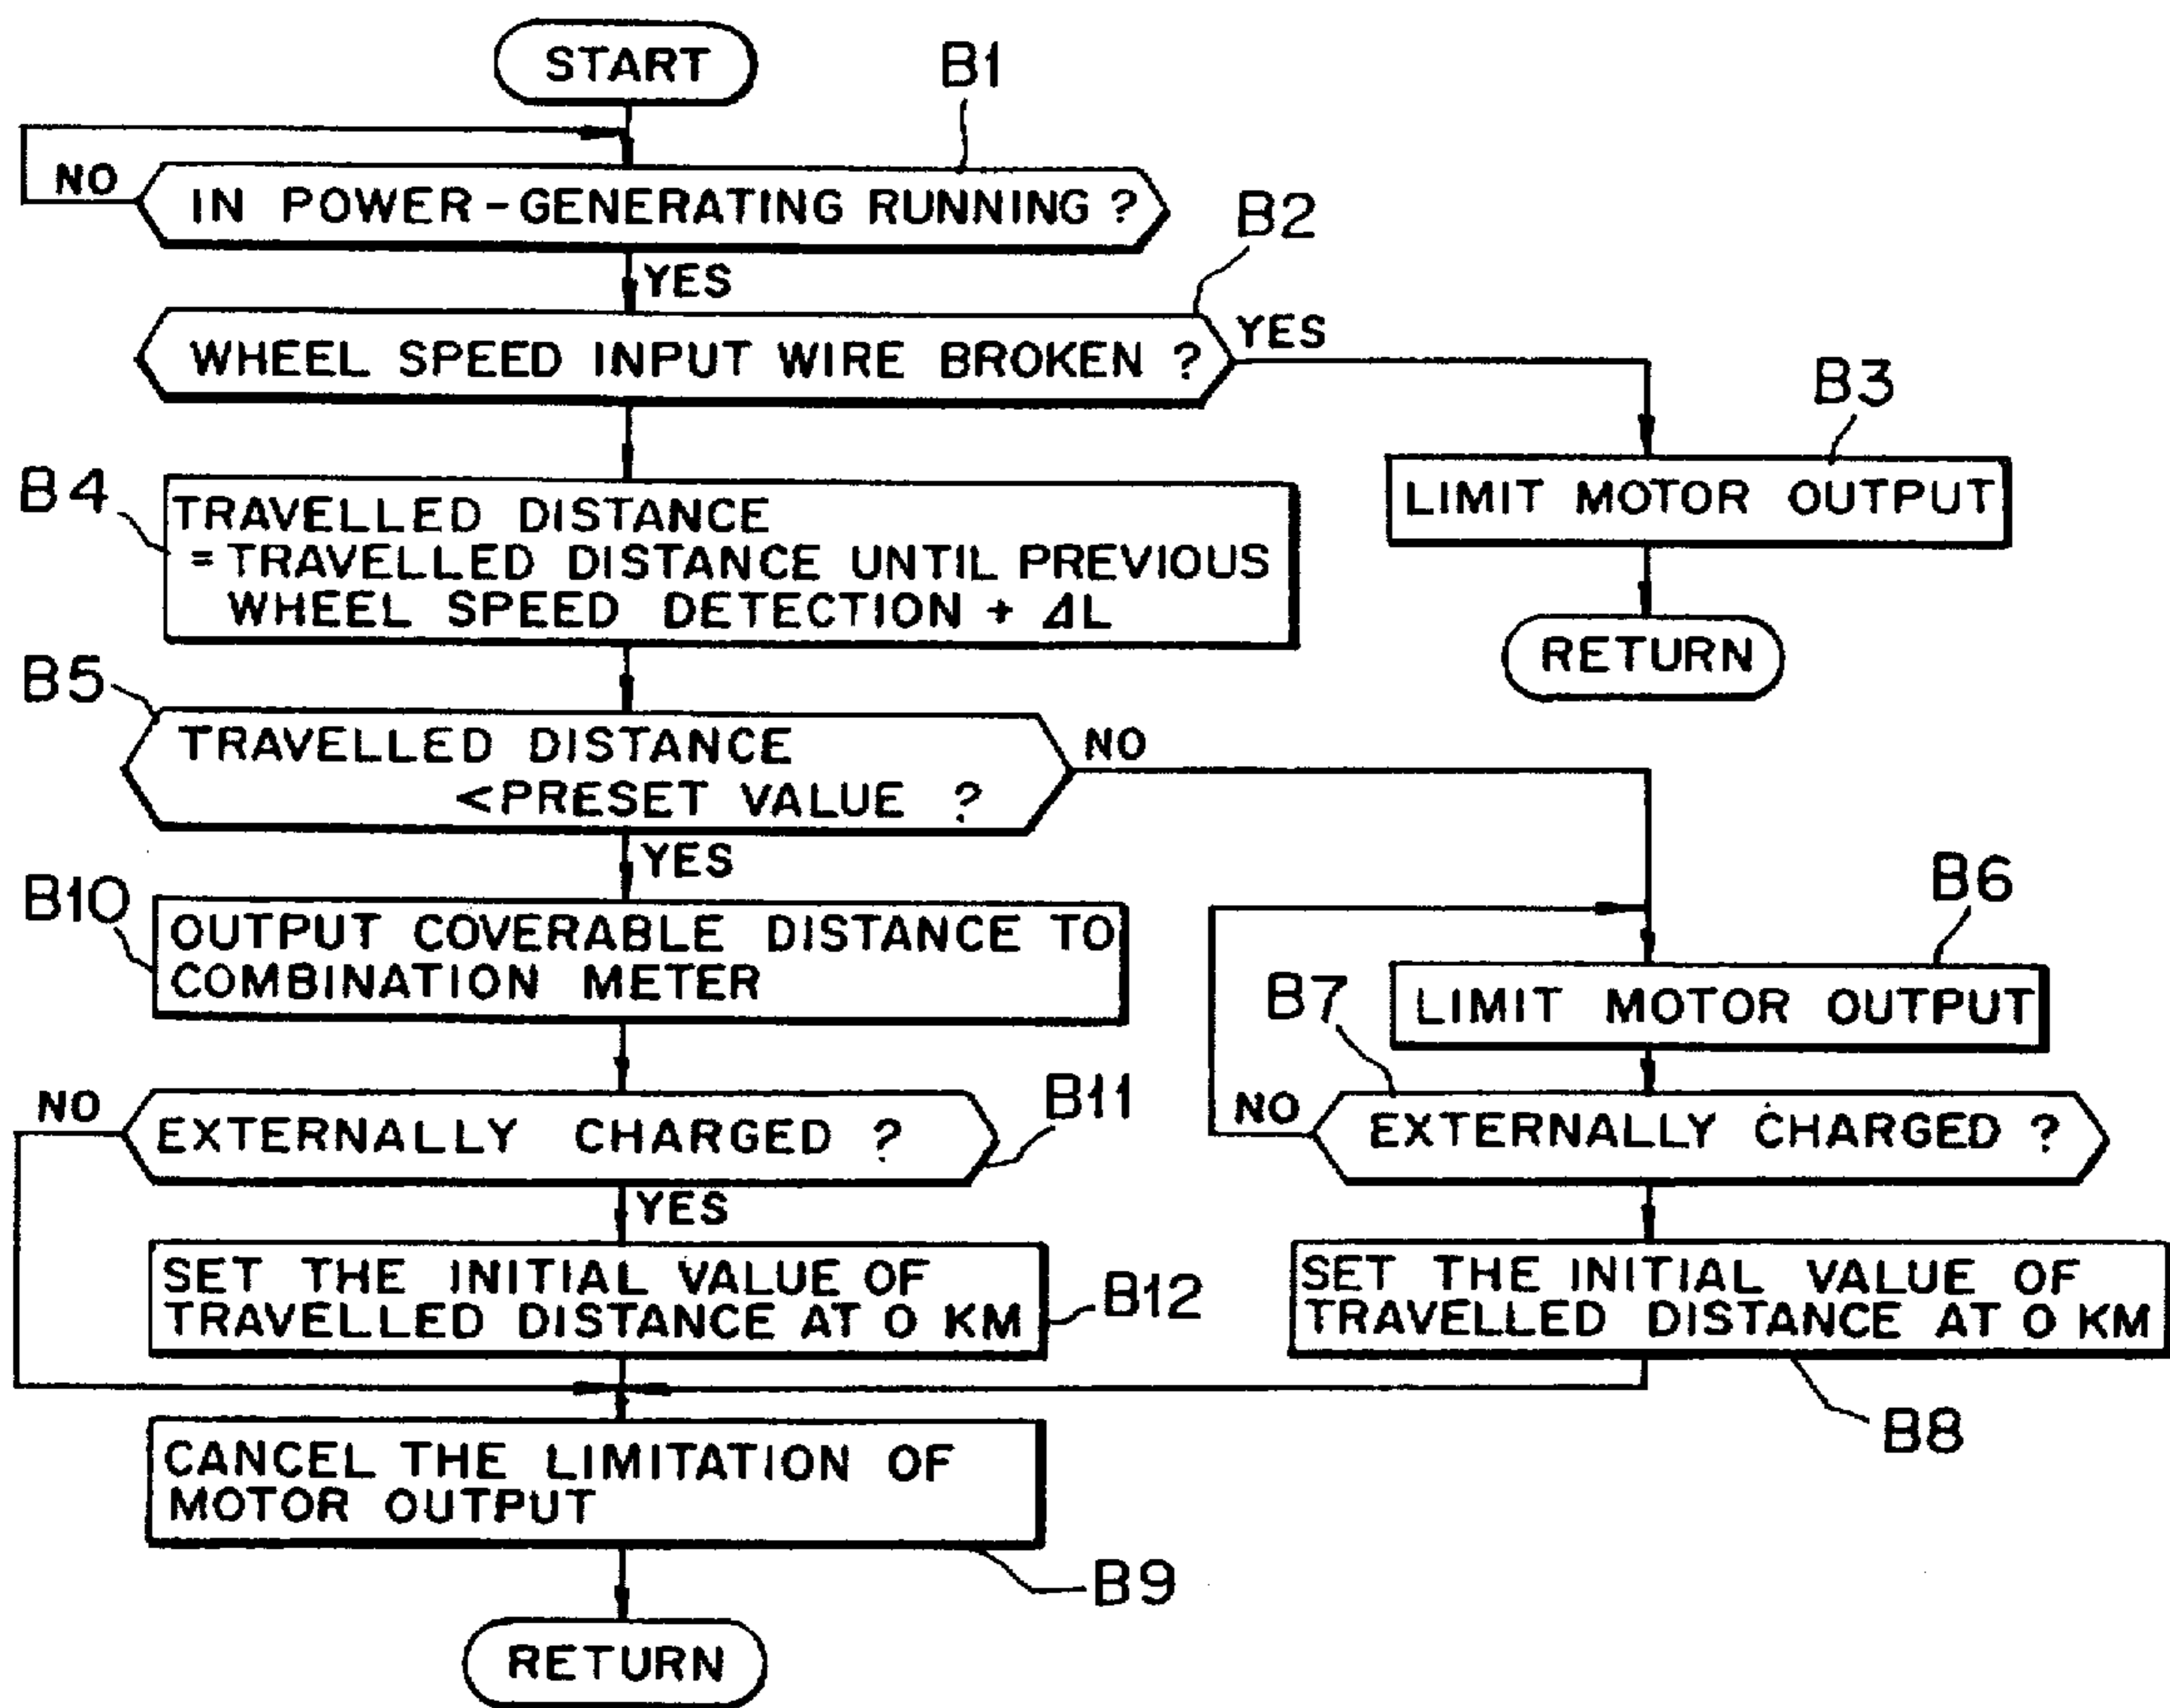 START
B1
NO
IN POWER-GENERATING RUNNING ?
B2
YES
WHEEL SPEED INPUT WIRE BROKEN ?
YES
B3
LIMIT MOTOR OUTPUT
RETURN
B4
TRAVELLED DISTANCE
= TRAVELLED DISTANCE UNTIL PREVIOUS
WHEEL SPEED DETECTION + ΔL
B5
TRAVELLED DISTANCE
< PRESET VALUE ?
NO
YES
B10
OUTPUT COVERABLE DISTANCE TO
COMBINATION METER
B6
LIMIT MOTOR OUTPUT
B7
NO
EXTERNALLY CHARGED ?
NO
EXTERNALLY CHARGED ?
B11
YES
SET THE INITIAL VALUE OF
TRAVELLED DISTANCE AT 0 KM
B12
SET THE INITIAL VALUE OF
TRAVELLED DISTANCE AT 0 KM
B8
CANCEL THE LIMITATION OF
MOTOR OUTPUT
B9
RETURN